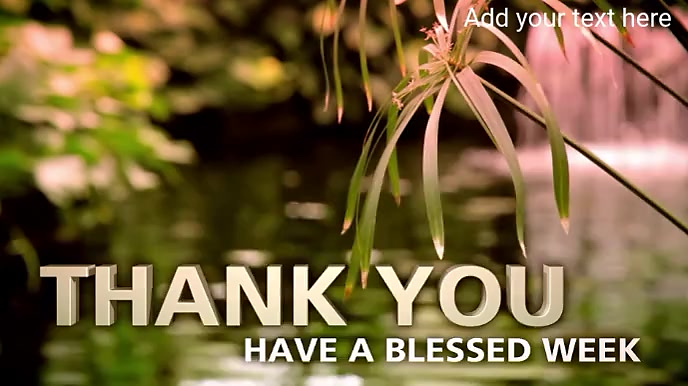 Add your text here
THANK YOU
HAVE A BLESSED WEEK